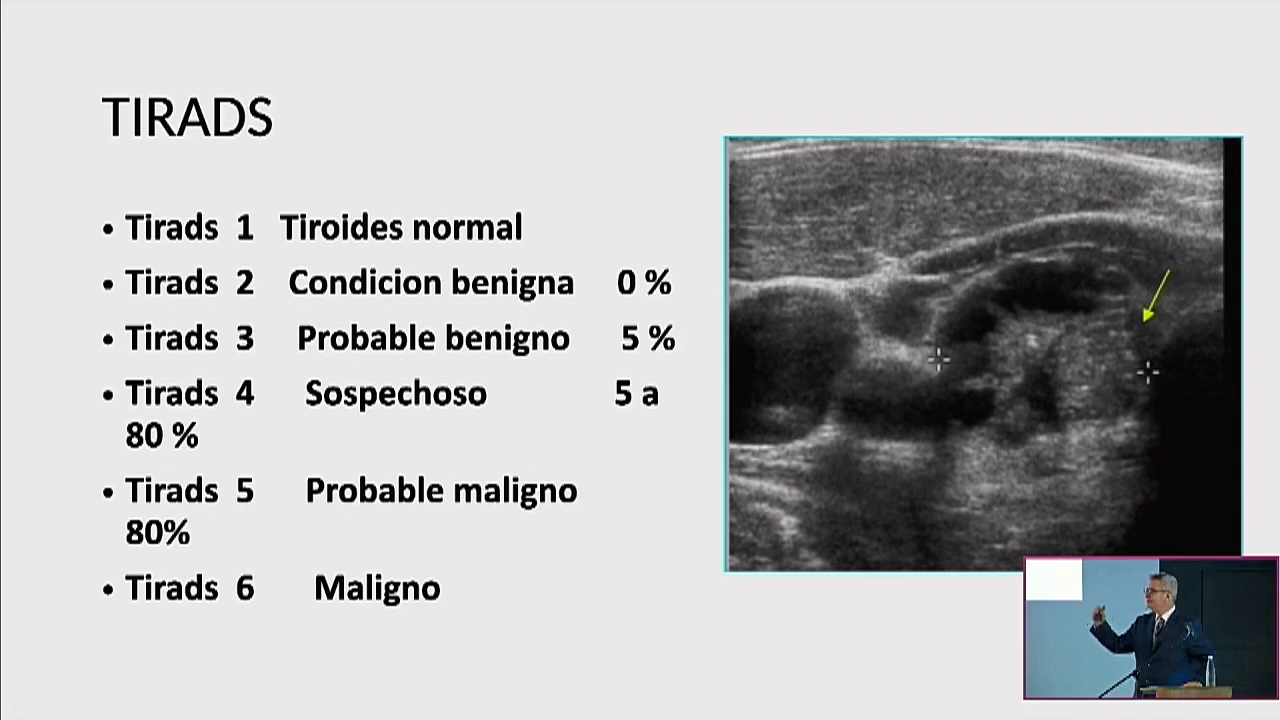 TIRADS
• Tirads 1 Tiroides normal
• Tirads 2 Condicion benigna 0 %
• Tirads 3 Probable benigno 5 %
• Tirads 4 Sospechoso 5 a
80 %
• Tirads 5 Probable maligno
80%
• Tirads 6 Maligno